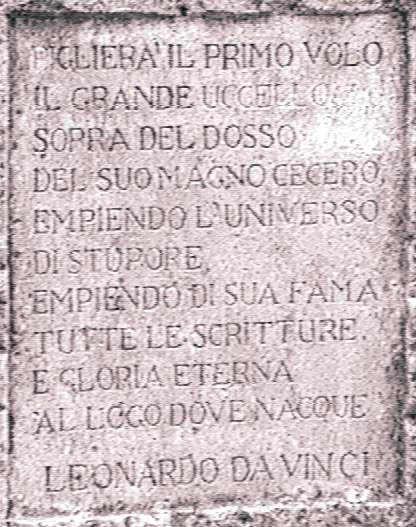 PIGLIERA' IL PRIMO VOLO
IL GRANDE UCCELLO
SOPRA DEL DOSSO
DEL SUO MAGNO CECERO,
EMPIENDO L'UNIVERSO
DI STUPORE,
EMPIENDO DI SUA FAMA
TUTTE LE SCRITTURE.
E GLORIA ETERNA
AL LOCO DOVE NACQUE
LEONARDO DA VINCI